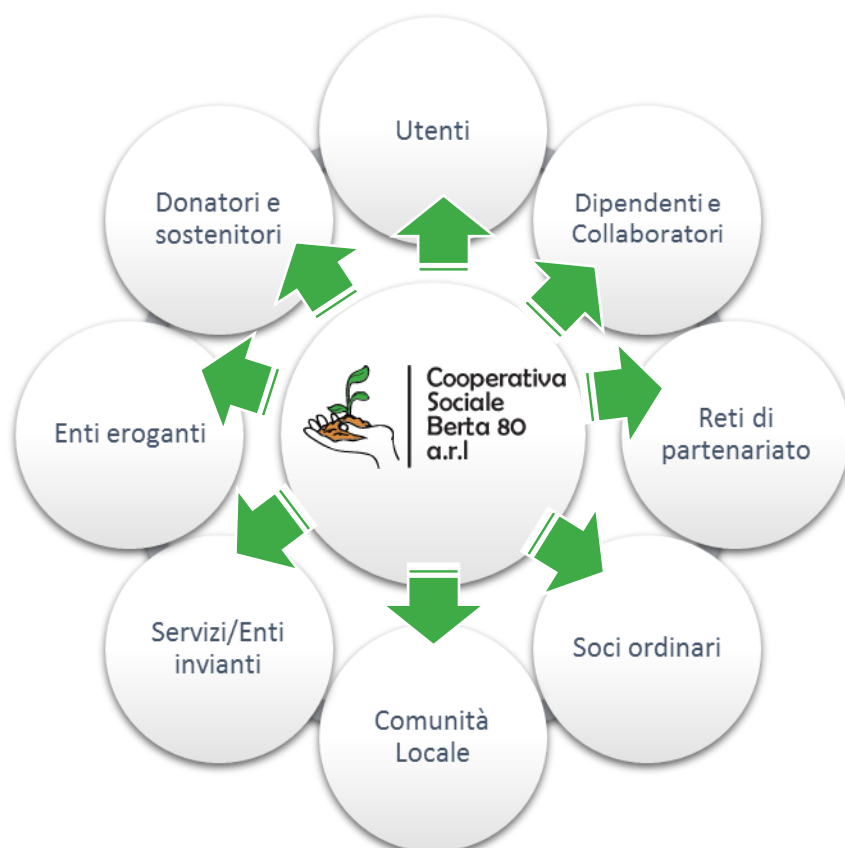 Utenti
Dipendenti e
Collaboratori
Reti di
partenariato
Soci ordinari
Comunità
Locale
Servizi/Enti
invianti
Enti eroganti
Donatori e
sostenitori
Cooperativa
Sociale
Berta 80
a.r.l